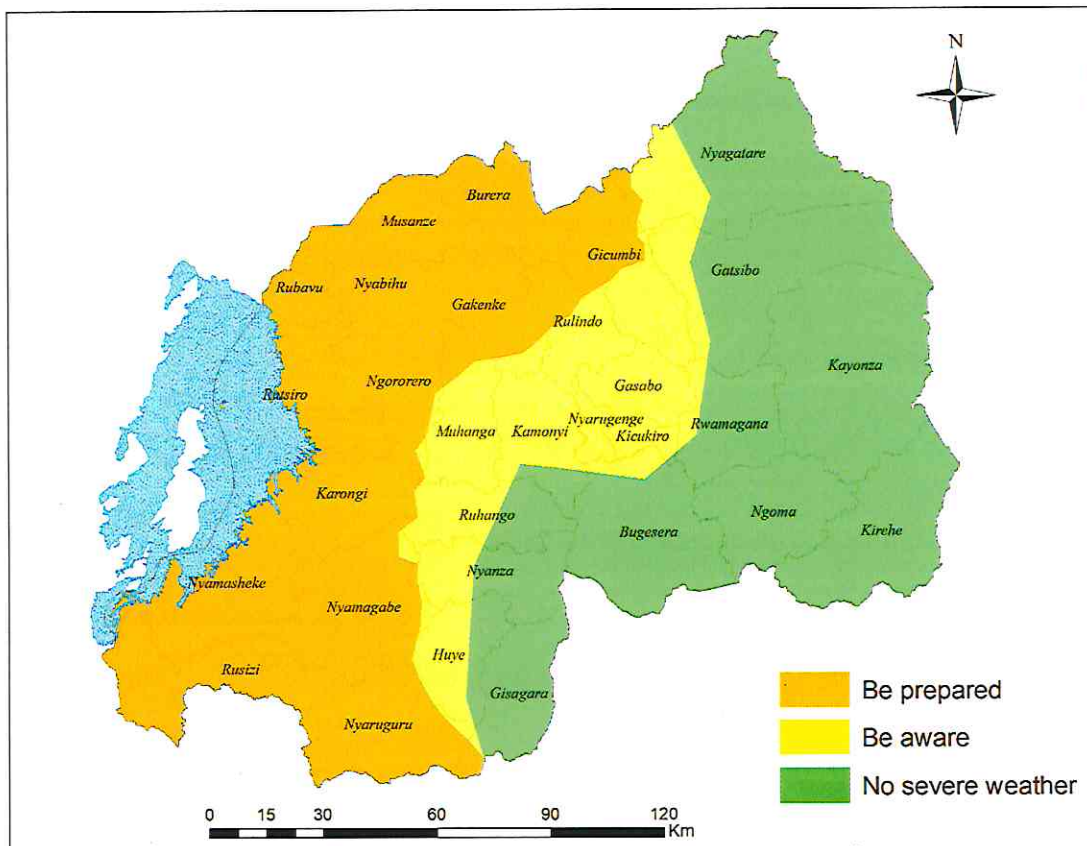 N
Nyagatare
Burera
Musanze
Gicumbi
Gatsibo
Rubavu
Nyabihu
Gakenke
Rulindo
Kayonza
Ngororero
Gasabo
Rutsiro
Nyarugenge
Rwamagana
Muhanga
Kamonyi
Kicukiro
Karongi
Ruhango
Ngoma
Bugesera
Kirehe
Nyanza
Nyamasheke
Nyamagabe
Huye
Rusizi
Gisagara
Nyaruguru
Be prepared
Be aware
No severe weather
0 15 30 60 90 120
Km